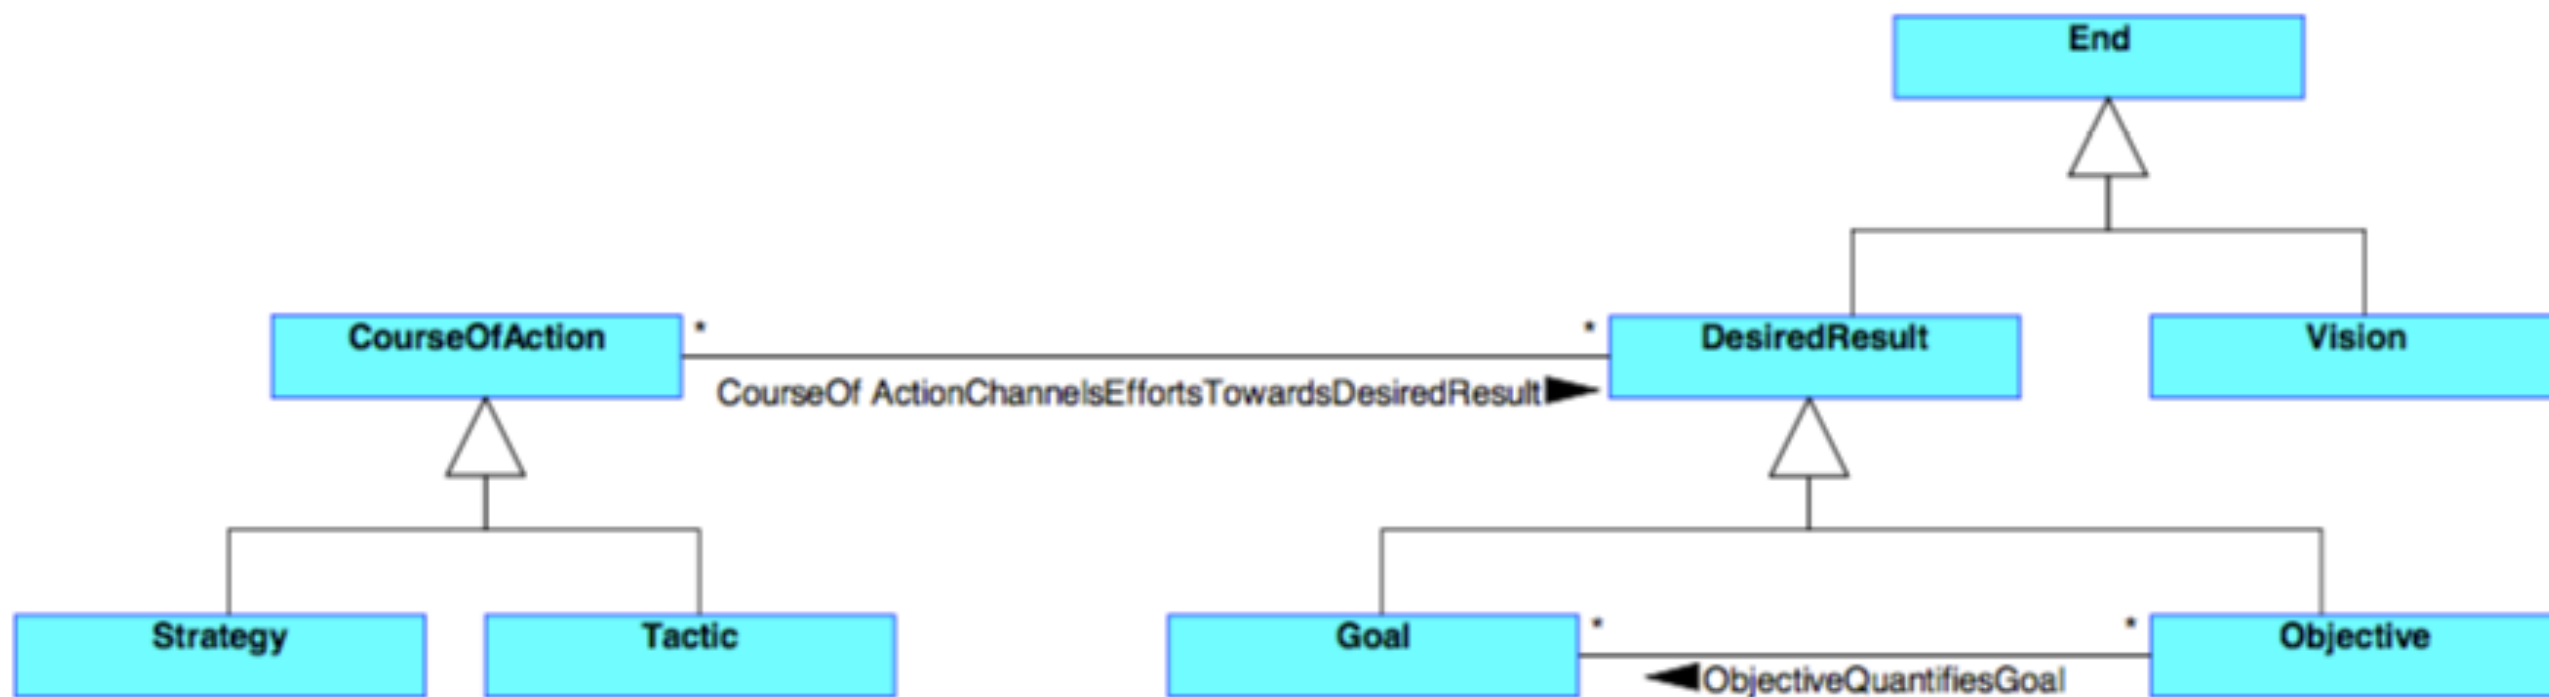 End
CourseOfAction
*
*
DesiredResult
Vision
CourseOf ActionChannelsEffortsTowardsDesiredResult
Strategy
Tactic
Goal
*
*
Objective
ObjectiveQuantifiesGoal